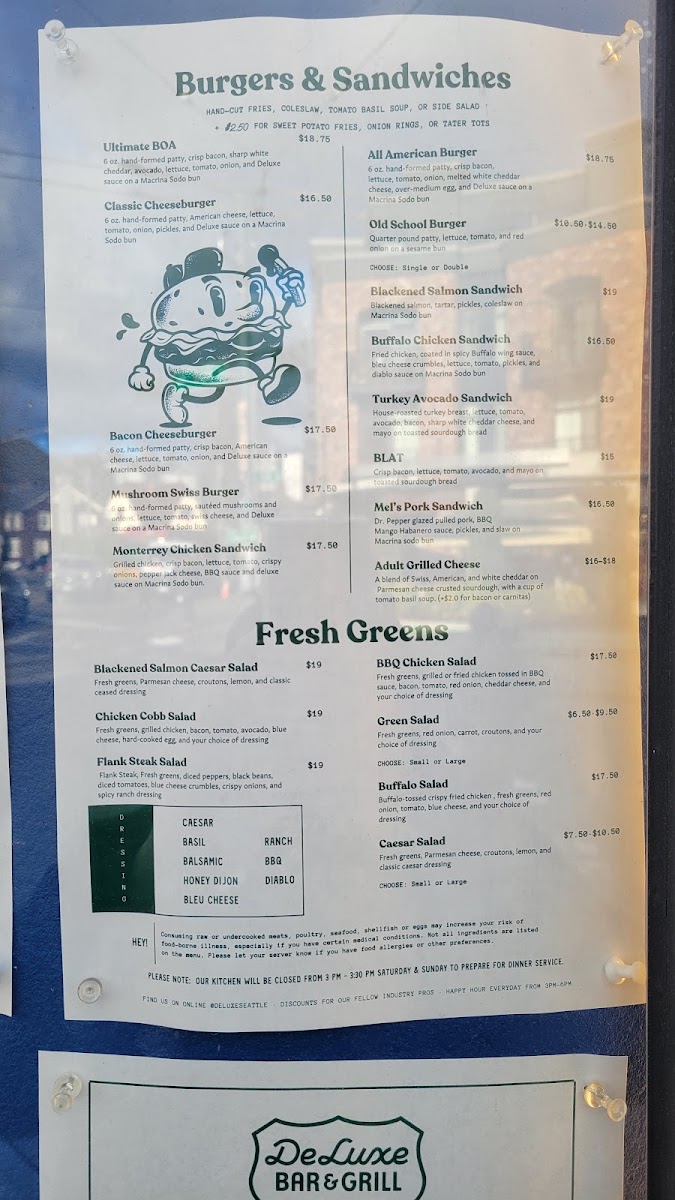 Burgers & Sandwiches
HAND-CUT FRIES, COLESLAW, TOMATO BASIL SOUP, OR SIDE SALAD
+ $2.50 FOR SWEET POTATO FRIES, ONION RINGS, OR TATER TOTS
Ultimate BOA $18.75
6 oz. hand-formed patty, crisp bacon, sharp white
cheddar, avocado, lettuce, tomato, onion, and Deluxe
sauce on a Macrina Sodo bun
Classic Cheeseburger $16.50
6 oz. hand-formed patty, American cheese, lettuce,
tomato, onion, pickles, and Deluxe sauce on a Macrina
Sodo bun
Bacon Cheeseburger $17.50
6 oz. hand-formed patty, crisp bacon, American
cheese, lettuce, tomato, onion, and Deluxe sauce on a
Macrina Sodo bun
Mushroom Swiss Burger $17.50
6 oz. hand-formed patty, sautéed mushrooms and
onions, lettuce, tomato, swiss cheese, and Deluxe
sauce on a Macrina Sodo bun
Monterrey Chicken Sandwich $17.50
Grilled chicken, crisp bacon, lettuce, tomato, crispy
onions, pepper jack cheese, BBQ sauce and deluxe
sauce on Macrina Sodo bun.
All American Burger $18.75
6 oz. hand-formed patty, crisp bacon,
lettuce, tomato, onion, melted white cheddar
cheese, over-medium egg, and Deluxe sauce on a
Macrina Sodo bun
Old School Burger $10.50-$14.50
Quarter pound patty, lettuce, tomato, and red
onion on a sesame bun
CHOOSE: Single or Double
Blackened Salmon Sandwich $19
Blackened salmon, tartar, pickles, coleslaw on
Macrina Sodo bun
Buffalo Chicken Sandwich $16.50
Fried chicken, coated in spicy Buffalo wing sauce,
bleu cheese crumbles, lettuce, tomato, pickles, and
diablo sauce on Macrina Sodo bun
Turkey Avocado Sandwich $19
House-roasted turkey breast, lettuce, tomato,
avocado, bacon, sharp white cheddar cheese, and
mayo on toasted sourdough bread
BLAT $15
Crisp bacon, lettuce, tomato, avocado, and mayo on
toasted sourdough bread
Mel's Pork Sandwich $16.50
Dr. Pepper glazed pulled pork, BBQ
Mango Habanero sauce, pickles, and slaw on
Macrina sodo bun
Adult Grilled Cheese $16-$18
A blend of Swiss, American, and white cheddar on
Parmesan cheese crusted sourdough, with a cup of
tomato basil soup. (+$2.0 for bacon or carnitas)
Fresh Greens
Blackened Salmon Caesar Salad $19
Fresh greens, Parmesan cheese, croutons, lemon, and classic
ceased dressing
Chicken Cobb Salad $19
Fresh greens, grilled chicken, bacon, tomato, avocado, blue
cheese, hard-cooked egg, and your choice of dressing
Flank Steak Salad $19
Flank Steak, Fresh greens, diced peppers, black beans,
diced tomatoes, blue cheese crumbles, crispy onions, and
spicy ranch dressing
BBQ Chicken Salad $17.50
Fresh greens, grilled or fried chicken tossed in BBQ
sauce, bacon, tomato, red onion, cheddar cheese, and
your choice of dressing
Green Salad $6.50-$9.50
Fresh greens, red onion, carrot, croutons, and your
choice of dressing
CHOOSE: Small or Large
Buffalo Salad $17.50
Buffalo-tossed crispy fried chicken, fresh greens, red
onion, tomato, blue cheese, and your choice of
dressing
Caesar Salad $7.50-$10.50
Fresh greens, Parmesan cheese, croutons, lemon, and
classic caesar dressing
CHOOSE: Small or Large
DRESSING
CAESAR
BASIL RANCH
BALSAMIC BBQ
HONEY DIJON DIABLO
BLEU CHEESE
HEY! Consuming raw or undercooked meats, poultry, seafood, shellfish or eggs may increase your risk of
food-borne illness, especially if you have certain medical conditions. Not all ingredients are listed
on the menu. Please let your server know if you have food allergies or other preferences.
PLEASE NOTE: OUR KITCHEN WILL BE CLOSED FROM 3 PM - 3:30 PM SATURDAY & SUNDAY TO PREPARE FOR DINNER SERVICE.
FIND US ON ONLINE @DELUXESEATTLE - DISCOUNTS FOR OUR FELLOW INDUSTRY PROS - HAPPY HOUR EVERYDAY FROM 3PM-6PM
DeLuxe
BAR & GRILL